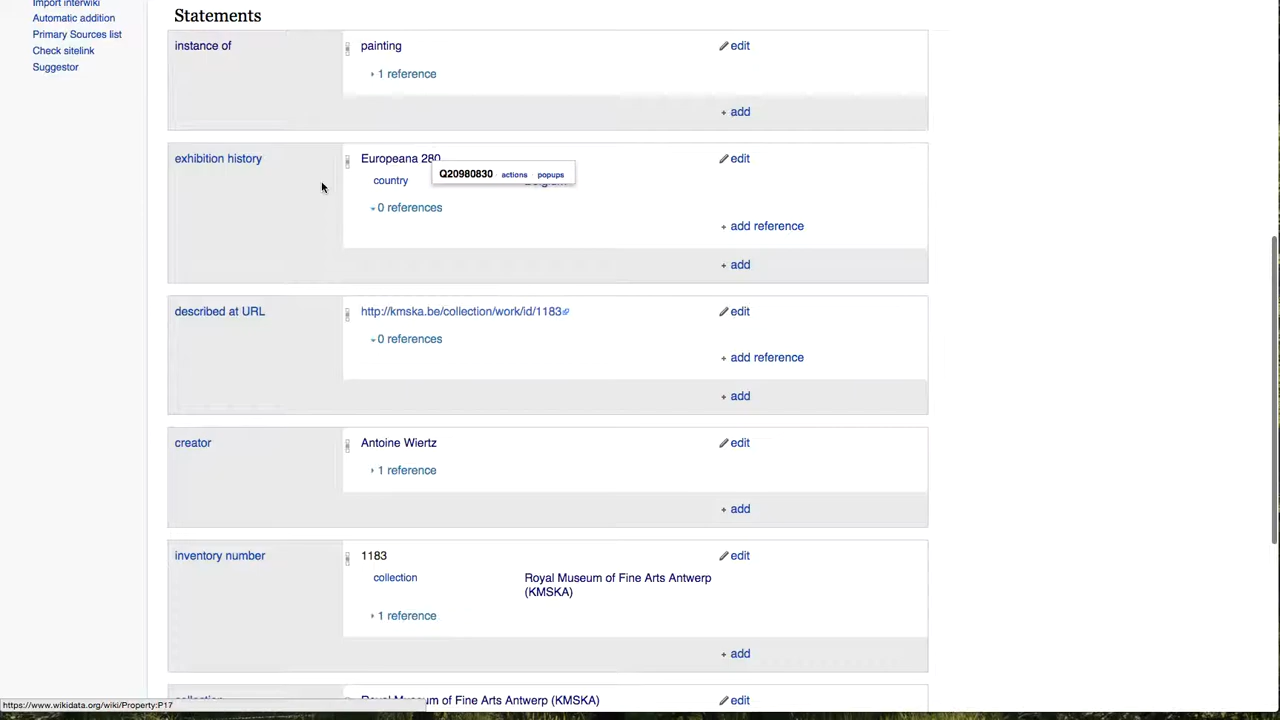 Import interwiki
Automatic addition
Primary Sources list
Check sitelink
Suggestor
Statements
instance of
painting
edit
1 reference
+ add
exhibition history
Europeana 280
edit
Q20980830 actions popups
country
Belgium
0 references
+ add reference
+ add
described at URL
http://kmska.be/collection/work/id/1183
edit
0 references
+ add reference
+ add
creator
Antoine Wiertz
edit
1 reference
+ add
inventory number
1183
edit
collection
Royal Museum of Fine Arts Antwerp
(KMSKA)
1 reference
+ add
collection
Royal Museum of Fine Arts Antwerp (KMSKA)
edit
https://www.wikidata.org/wiki/Property:P17